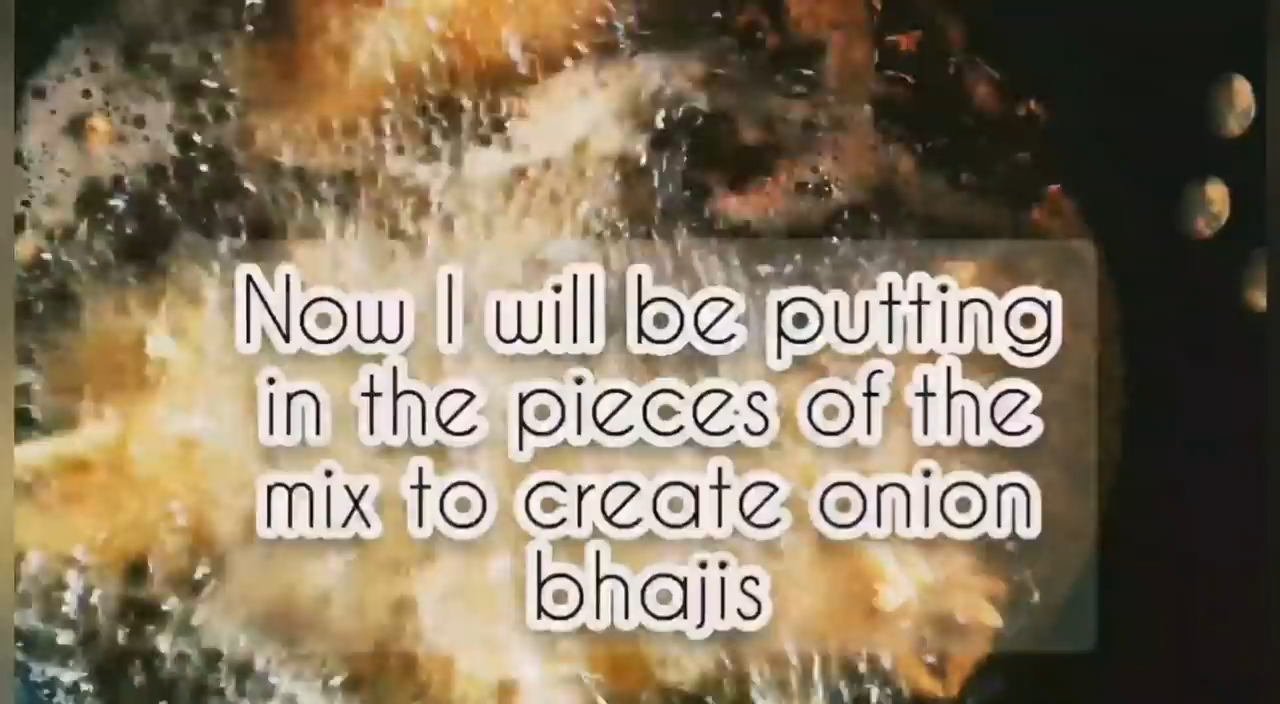 Now I will be putting
in the pieces of the
mix to create onion
bhajis